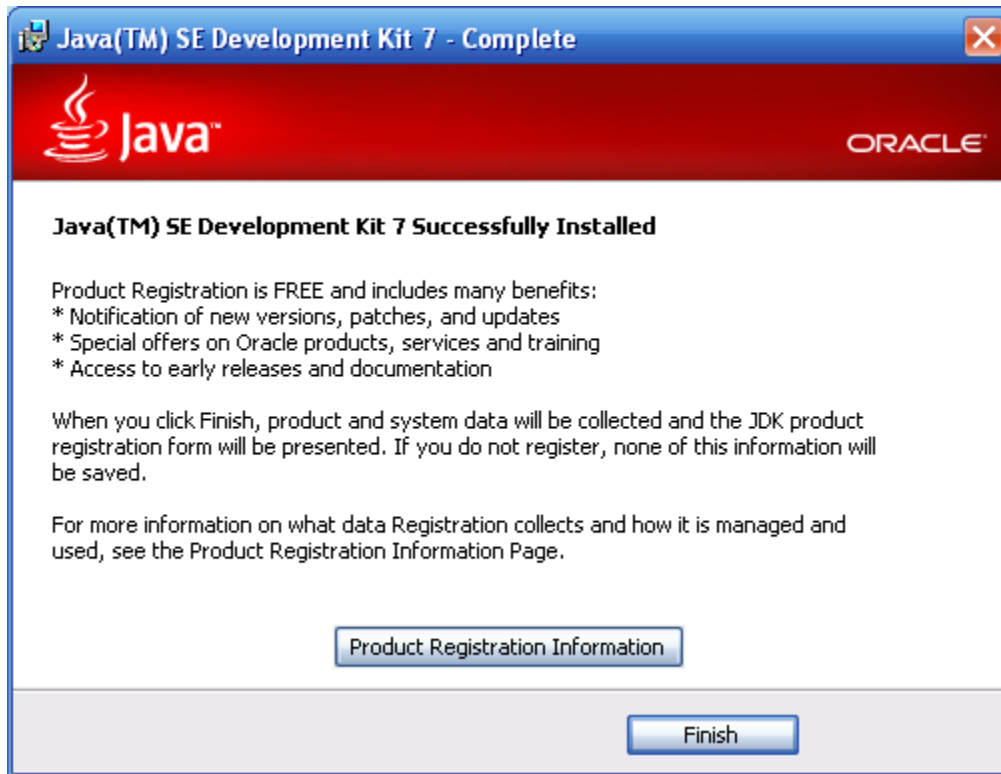 Java(TM) SE Development Kit 7 - Complete
Java™
ORACLE
Java(TM) SE Development Kit 7 Successfully Installed
Product Registration is FREE and includes many benefits:
* Notification of new versions, patches, and updates
* Special offers on Oracle products, services and training
* Access to early releases and documentation
When you click Finish, product and system data will be collected and the JDK product
registration form will be presented. If you do not register, none of this information will
be saved.
For more information on what data Registration collects and how it is managed and
used, see the Product Registration Information Page.
Product Registration Information
Finish